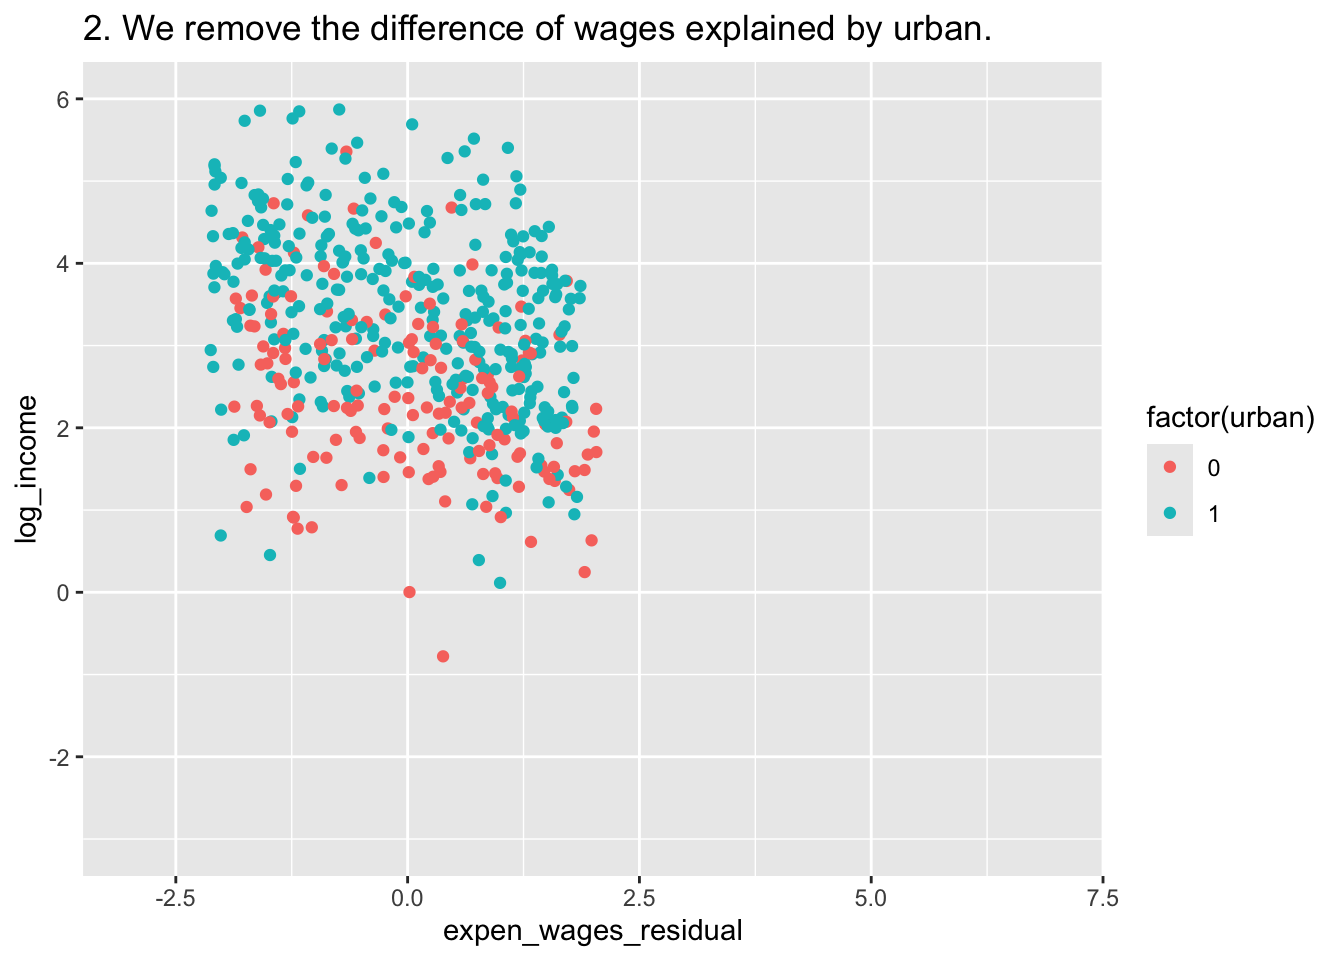 2. We remove the difference of wages explained by urban.
6
4
2
0
-2
log_income
-2.5 0.0 2.5 5.0 7.5
expen_wages_residual
factor(urban)
0
1